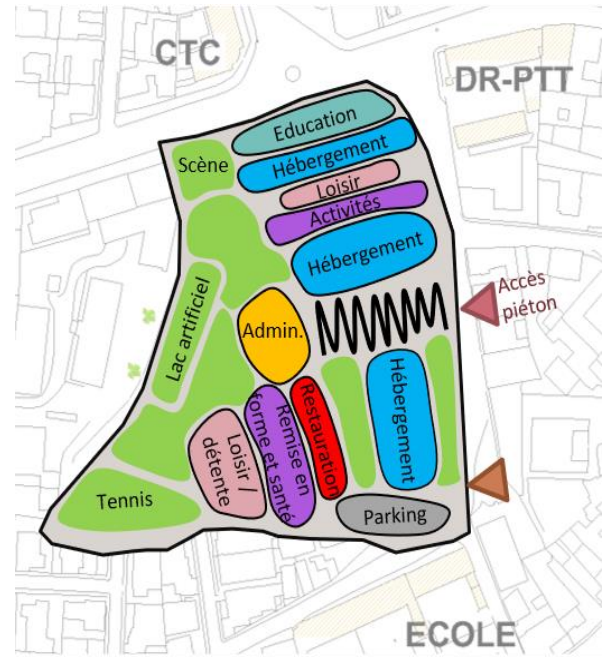 CTC
DR-PTT
Education
Hébergement
Scène
Loisir
Activités
Hébergement
Accès
piéton
Lac artificiel
Admin.
Hébergement
Restauration
Remise en
forme et santé
Loisir /
détente
Tennis
Parking
ECOLE